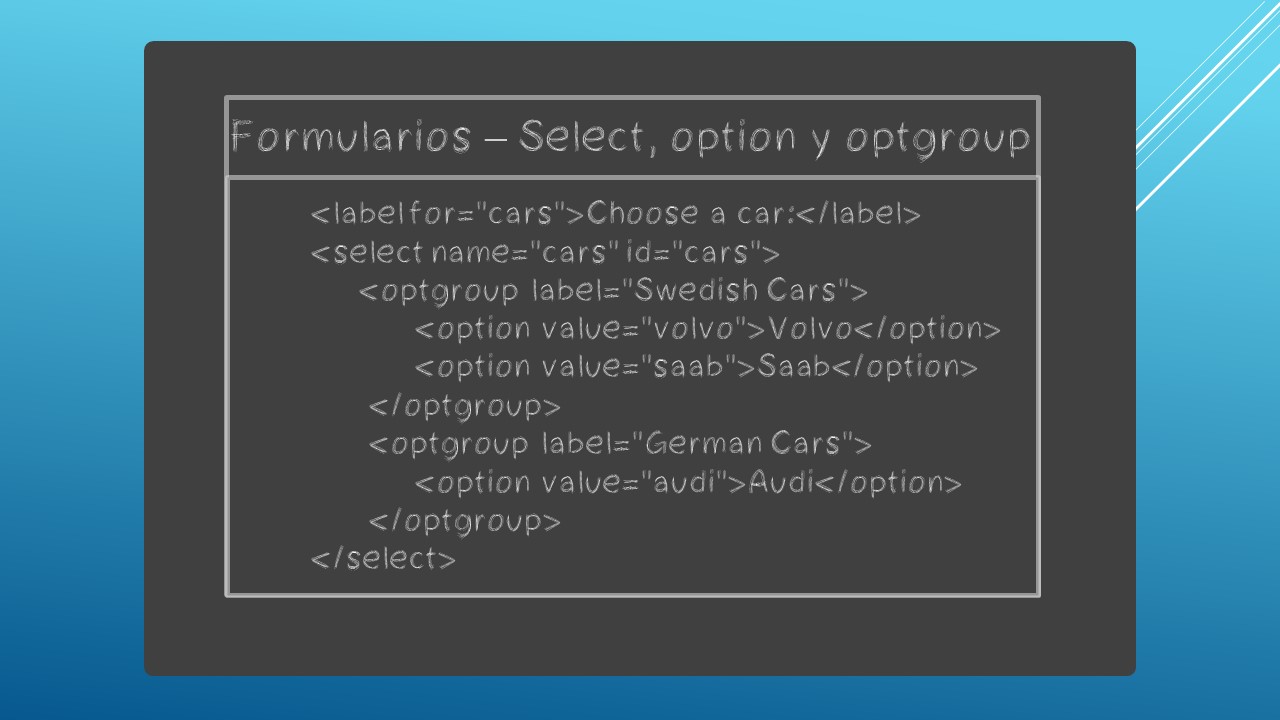 Formularios – Select, option y optgroup
<label for="cars">Choose a car:</label>
<select name="cars" id="cars">
<optgroup label="Swedish Cars">
<option value="volvo">Volvo</option>
<option value="saab">Saab</option>
</optgroup>
<optgroup label="German Cars">
<option value="audi">Audi</option>
</optgroup>
</select>